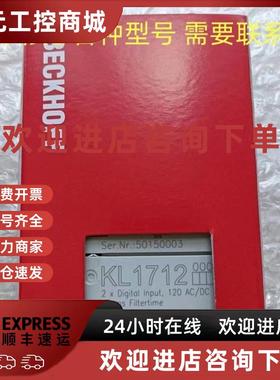 元工控商城
种型号 需要联系
BECKHOFF
欢迎进店咨询下单
Ser.Nr.:50150003
KL1712
2 x Digital Input, 120 AC/DC
Filtertime
开发票
号齐全
力商家
仓速发
EXPRESS
顺丰速运
24小时在线 欢迎进店
欢迎进店咨询下单